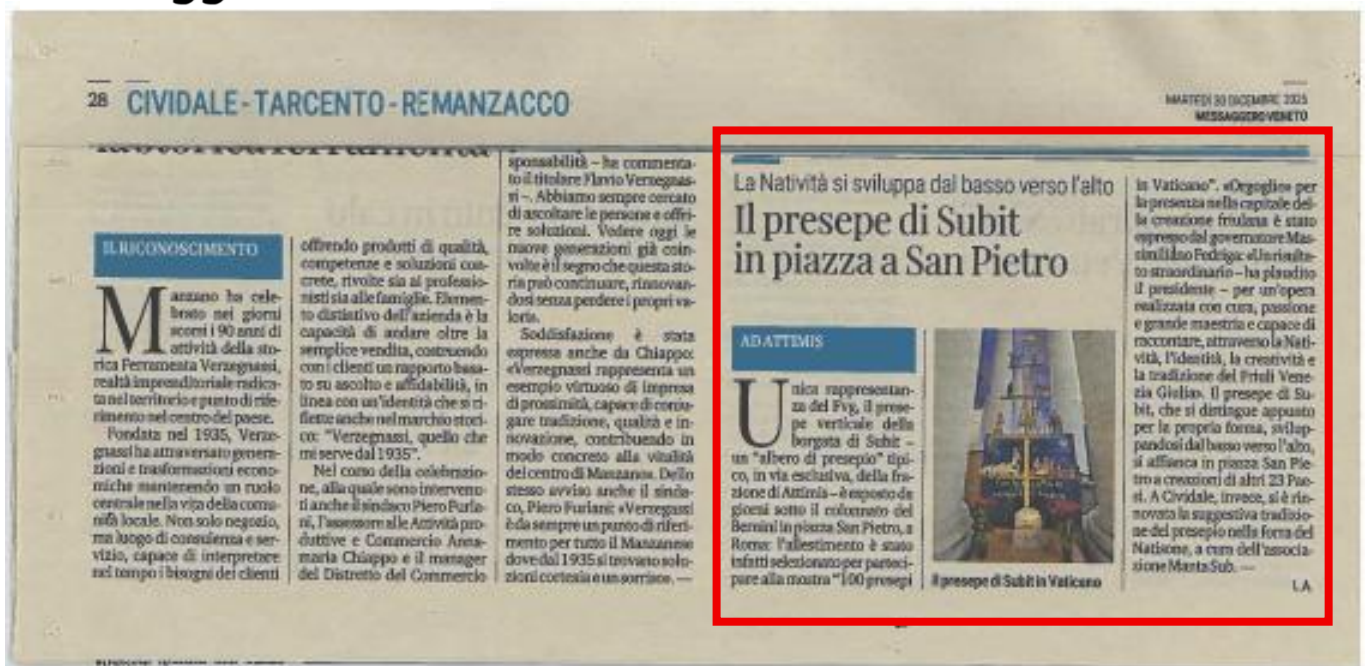 28 CIVIDALE - TARCENTO - REMANZACCO
MARTEDÌ 30 DICEMBRE 2025
MESSAGGERO VENETO
IL RICONOSCIMENTO
Manzano ha cele-
brato nei giorni
scorsi i 90 anni di
attività della sto-
rica Ferramenta Verzegnassi,
realtà imprenditoriale radica-
ta nel territorio e punto di rife-
rimento nel centro del paese.
Fondata nel 1935, Verze-
gnassi ha attraversato genera-
zioni e trasformazioni econo-
miche mantenendo un ruolo
centrale nella vita della comu-
nità locale. Non solo negozio,
ma luogo di consulenza e ser-
vizio, capace di interpretare
nel tempo i bisogni dei clienti
offrendo prodotti di qualità,
competenze e soluzioni con-
crete, rivolte sia ai professio-
nisti sia alle famiglie. Elemen-
to distintivo dell'azienda è la
capacità di andare oltre la
semplice vendita, costruendo
con i clienti un rapporto basa-
to su ascolto e affidabilità, in
linea con un'identità che si ri-
flette anche nel marchio stori-
co: "Verzegnassi, quello che
mi serve dal 1935".
Nel corso della celebrazio-
ne, alla quale sono intervenu-
ti anche il sindaco Piero Furla-
ni, l'assessore alle Attività pro-
duttive e Commercio Anna-
maria Chiappo e il manager
del Distretto del Commercio
sponsabilità – ha commenta-
to il titolare Flavio Verzegnas-
si –. Abbiamo sempre cercato
di ascoltare le persone e offri-
re soluzioni. Vedere oggi le
nuove generazioni già coin-
volte è il segno che questa sto-
ria può continuare, rinnovan-
dosi senza perdere i propri va-
lori».
Soddisfazione è stata
espressa anche da Chiappo:
«Verzegnassi rappresenta un
esempio virtuoso di impresa
di prossimità, capace di coniu-
gare tradizione, qualità e in-
novazione, contribuendo in
modo concreto alla vitalità
del centro di Manzano». Dello
stesso avviso anche il sinda-
co, Piero Furlani: «Verzegnassi
è da sempre un punto di riferi-
mento per tutto il Manzanese
dove dal 1935 si trovano solu-
zioni cortesia e un sorriso». —
La Natività si sviluppa dal basso verso l'alto
Il presepe di Subit
in piazza a San Pietro
AD ATTIMIS
Unica rappresentan-
za del Fvg, il prese-
pe verticale della
borgata di Subit –
un "albero di presepio" tipi-
co, in via esclusiva, della fra-
zione di Attimis – è esposto da
giorni sotto il colonnato del
Bernini in piazza San Pietro, a
Roma: l'allestimento è stato
infatti selezionato per parteci-
pare alla mostra "100 presepi
Il presepe di Subit in Vaticano
in Vaticano". «Orgoglio» per
la presenza nella capitale del-
la creazione friulana è stato
espresso dal governatore Mas-
similiano Fedriga: «Un risulta-
to straordinario – ha plaudito
il presidente – per un'opera
realizzata con cura, passione
e grande maestria e capace di
raccontare, attraverso la Nati-
vità, l'identità, la creatività e
la tradizione del Friuli Vene-
zia Giulia». Il presepe di Su-
bit, che si distingue appunto
per la propria forma, svilup-
pandosi dal basso verso l'alto,
si affianca in piazza San Pie-
tro a creazioni di altri 23 Pae-
si. A Cividale, invece, si è rin-
novata la suggestiva tradizio-
ne del presepio nella forra del
Natisone, a cura dell'associa-
zione Manta Sub. —
L.A.